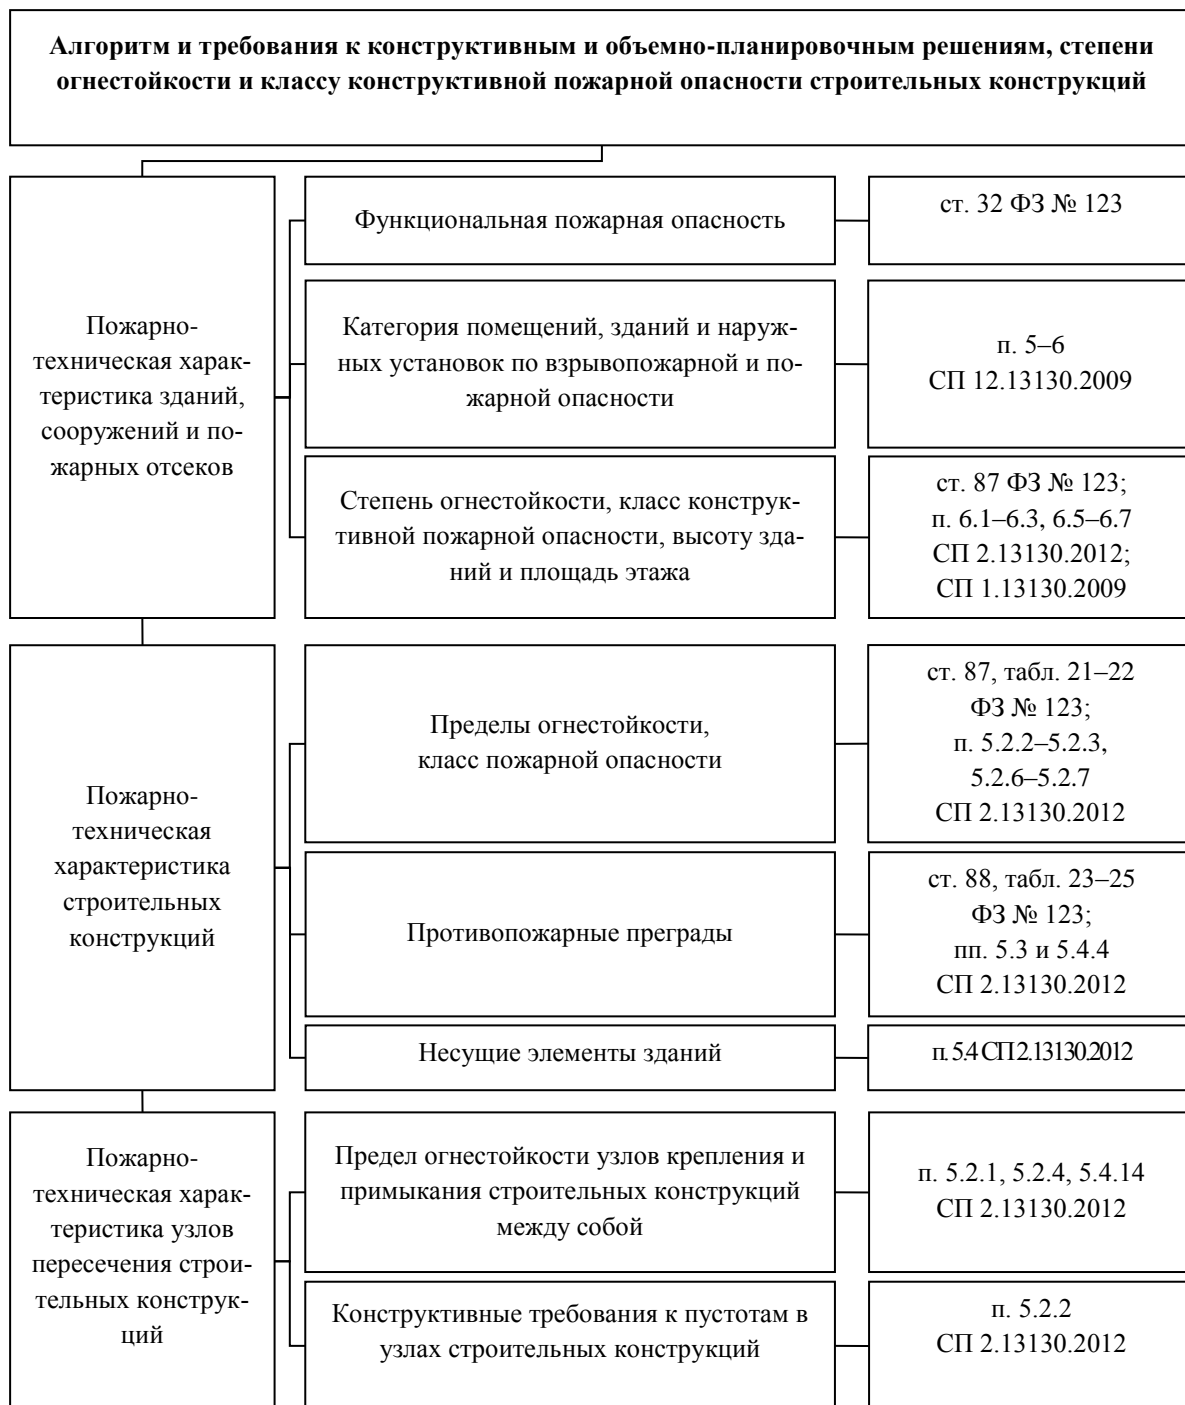 Алгоритм и требования к конструктивным и объемно-планировочным решениям, степени
огнестойкости и классу конструктивной пожарной опасности строительных конструкций
Пожарно-
техническая харак-
теристика зданий,
сооружений и по-
жарных отсеков
Функциональная пожарная опасность
ст. 32 ФЗ № 123
Категория помещений, зданий и наруж-
ных установок по взрывопожарной и по-
жарной опасности
п. 5–6
СП 12.13130.2009
Степень огнестойкости, класс конструк-
тивной пожарной опасности, высоту зда-
ний и площадь этажа
ст. 87 ФЗ № 123;
п. 6.1–6.3, 6.5–6.7
СП 2.13130.2012;
СП 1.13130.2009
Пожарно-
техническая
характеристика
строительных
конструкций
Пределы огнестойкости,
класс пожарной опасности
ст. 87, табл. 21–22
ФЗ № 123;
п. 5.2.2–5.2.3,
5.2.6–5.2.7
СП 2.13130.2012
Противопожарные преграды
ст. 88, табл. 23–25
ФЗ № 123;
пп. 5.3 и 5.4.4
СП 2.13130.2012
Несущие элементы зданий
п. 5.4 СП 2.13130.2012
Пожарно-
техническая харак-
теристика узлов
пересечения строи-
тельных конструк-
ций
Предел огнестойкости узлов крепления и
примыкания строительных конструкций
между собой
п. 5.2.1, 5.2.4, 5.4.14
СП 2.13130.2012
Конструктивные требования к пустотам в
узлах строительных конструкций
п. 5.2.2
СП 2.13130.2012